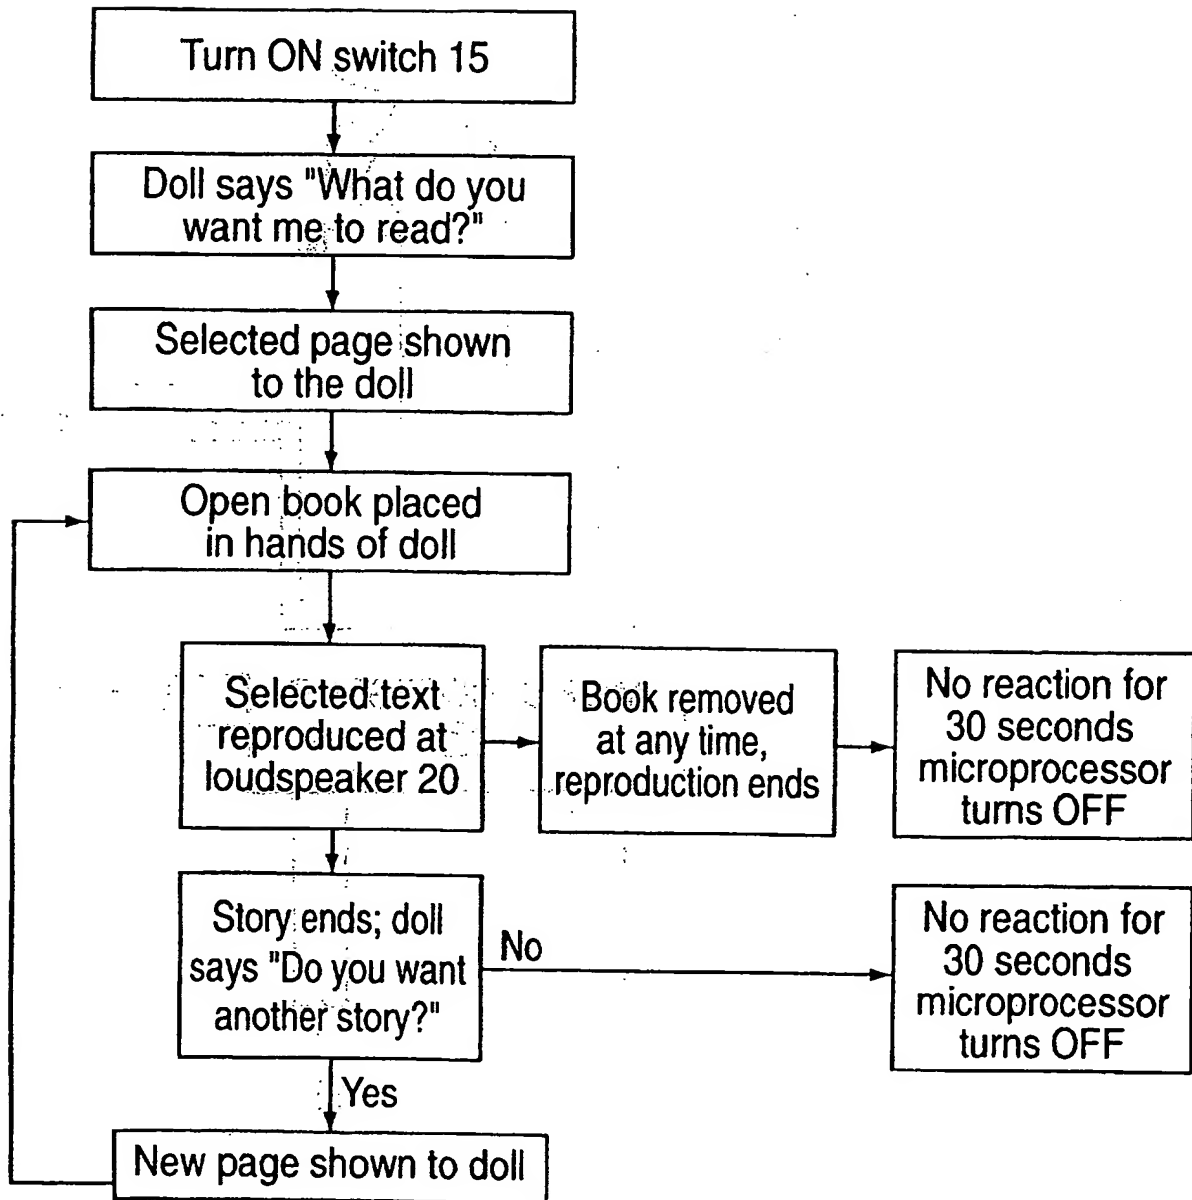 Turn ON switch 15
Doll says "What do you
want me to read?"
Selected page shown
to the doll
Open book placed
in hands of doll
Selected text
reproduced at
loudspeaker 20
Book removed
at any time,
reproduction ends
No reaction for
30 seconds
microprocessor
turns OFF
Story ends; doll
says "Do you want
another story?"
No
No reaction for
30 seconds
microprocessor
turns OFF
Yes
New page shown to doll